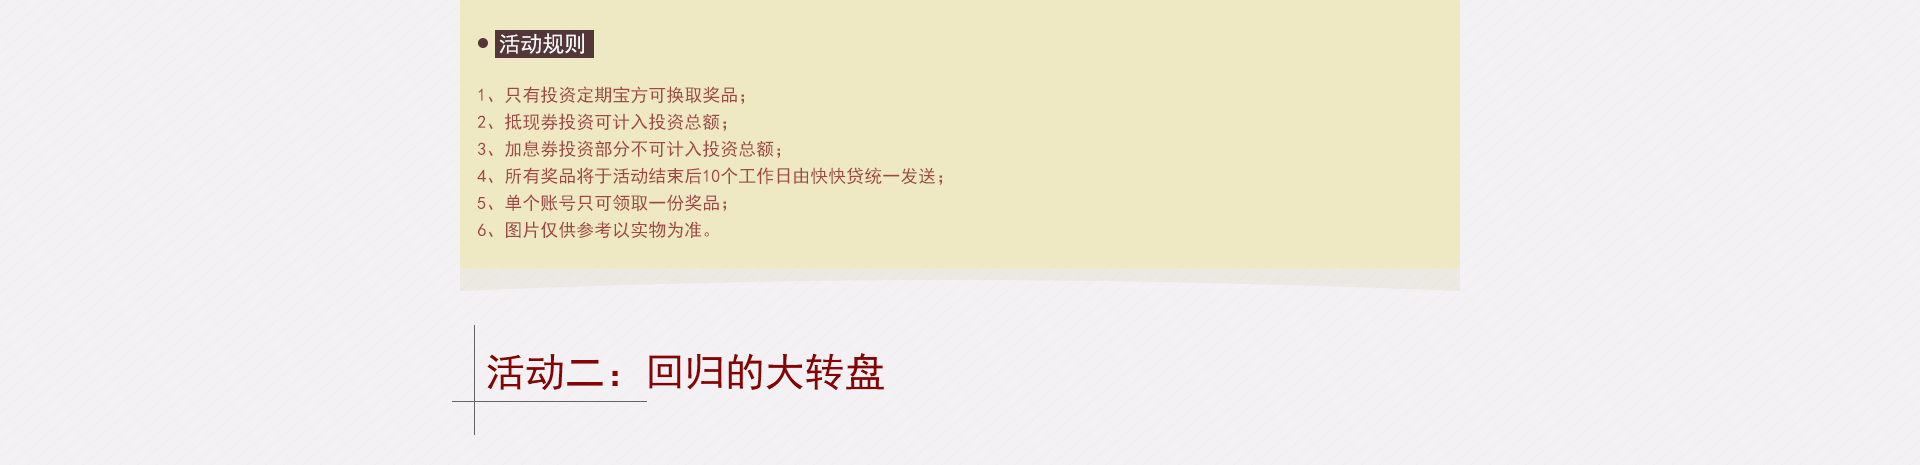 ● 活动规则
1、只有投资定期宝方可换取奖品；
2、抵现券投资可计入投资总额；
3、加息券投资部分不可计入投资总额；
4、所有奖品将于活动结束后10个工作日由快快贷统一发送；
5、单个账号只可领取一份奖品；
6、图片仅供参考以实物为准。
活动二：回归的大转盘